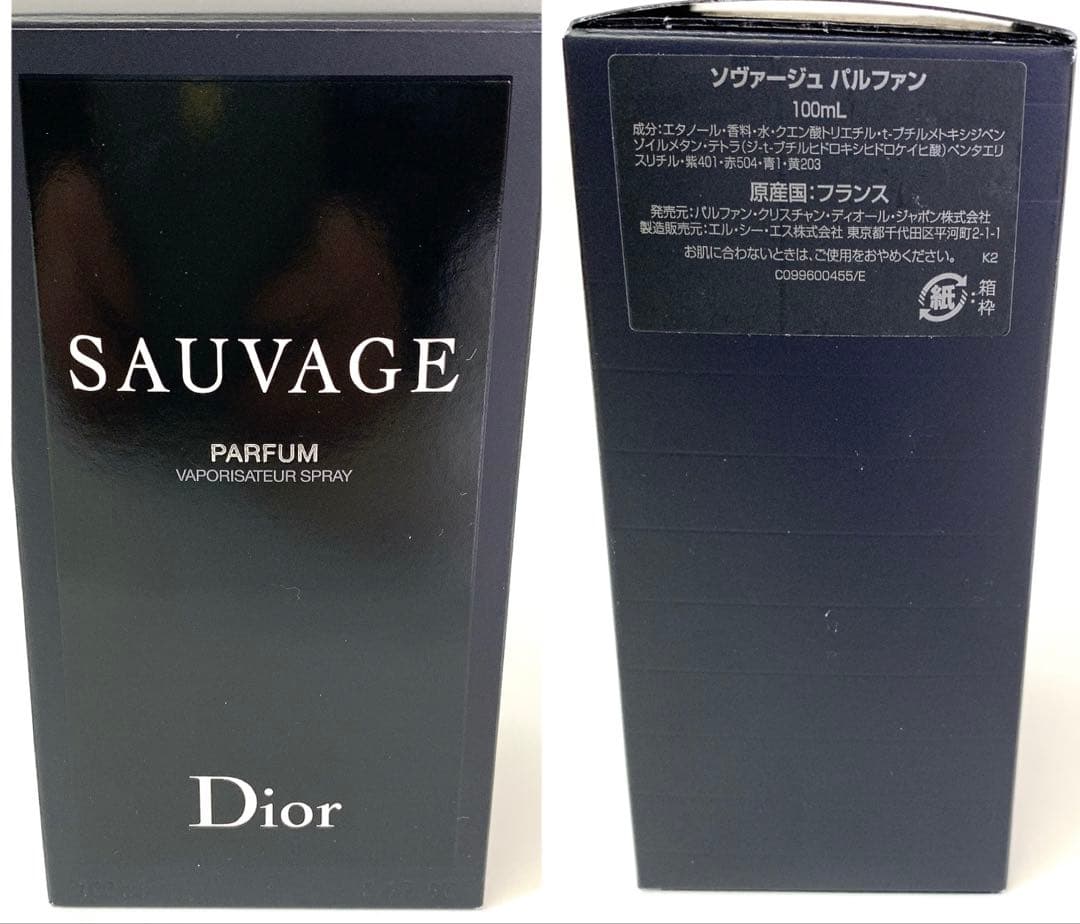 SAUVAGE
PARFUM
VAPORISATEUR SPRAY
Dior
ソヴァージュ パルファン
100mL
成分:エタノール・香料・水・クエン酸トリエチル・t-ブチルメトキシジベン
ゾイルメタン・テトラ(ジ-t-ブチルヒドロキシヒドロケイヒ酸)ペンタエリ
スリチル・紫401・赤504・青1・黄203
原産国:フランス
発売元:パルファン・クリスチャン・ディオール・ジャポン株式会社
製造販売元:エル・シー・エス株式会社 東京都千代田区平河町2-1-1
お肌に合わないときは、ご使用をおやめください。 K2
C099600455/E
紙:箱
枠